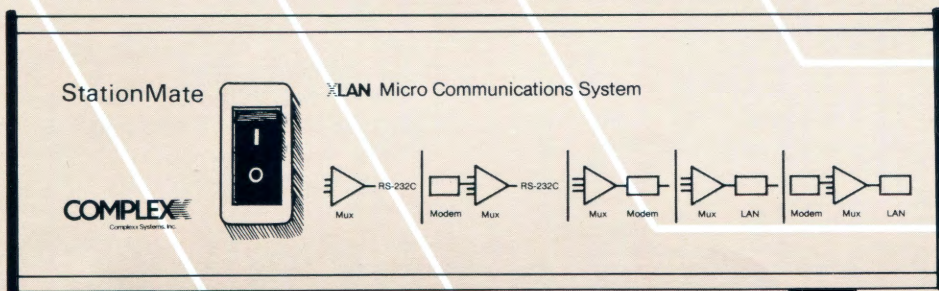 StationMate
XLAN Micro Communications System
I
O
RS-232C
Mux
Modem Mux
RS-232C
Mux Modem
Mux LAN
Modem Mux LAN
COMPLEXX
Complexx Systems, Inc.